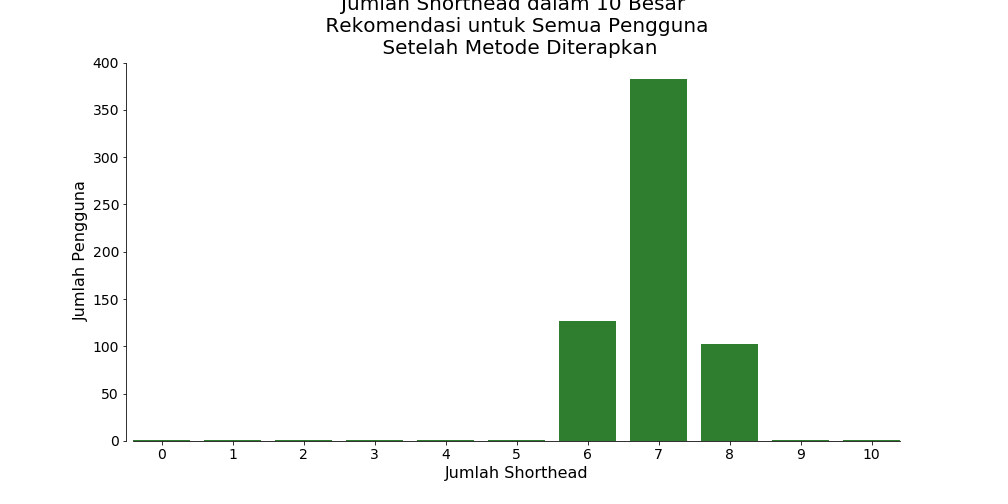 Jumlah Shorthead dalam 10 Besar
Rekomendasi untuk Semua Pengguna
Setelah Metode Diterapkan
400
350
300
250
200
150
100
50
0
Jumlah Pengguna
0 1 2 3 4 5 6 7 8 9 10
Jumlah Shorthead